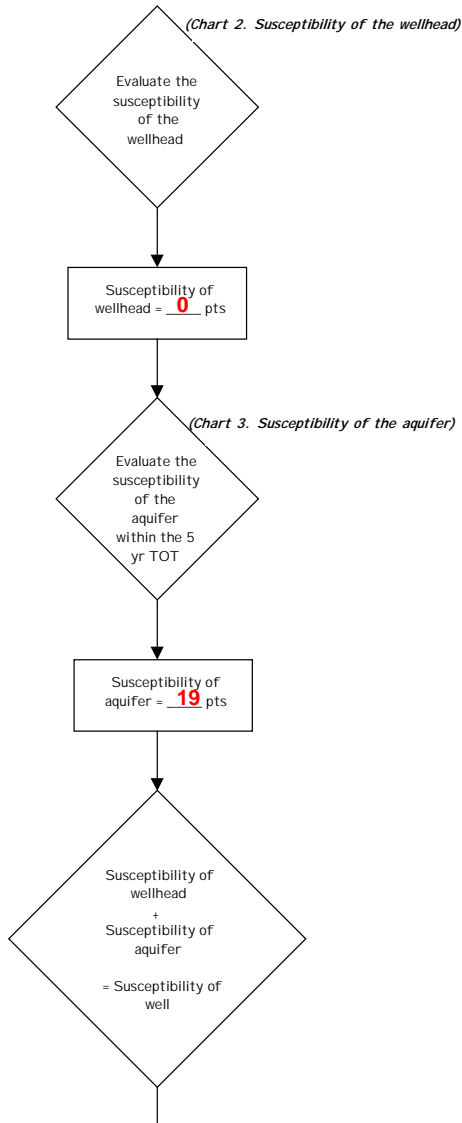 (Chart 2. Susceptibility of the wellhead)
Evaluate the
susceptibility
of the
wellhead
Susceptibility of
wellhead = 0 pts
(Chart 3. Susceptibility of the aquifer)
Evaluate the
susceptibility
of the
aquifer
within the 5
yr TOT
Susceptibility of
aquifer = 19 pts
Susceptibility of
wellhead
+
Susceptibility of
aquifer
= Susceptibility of
well